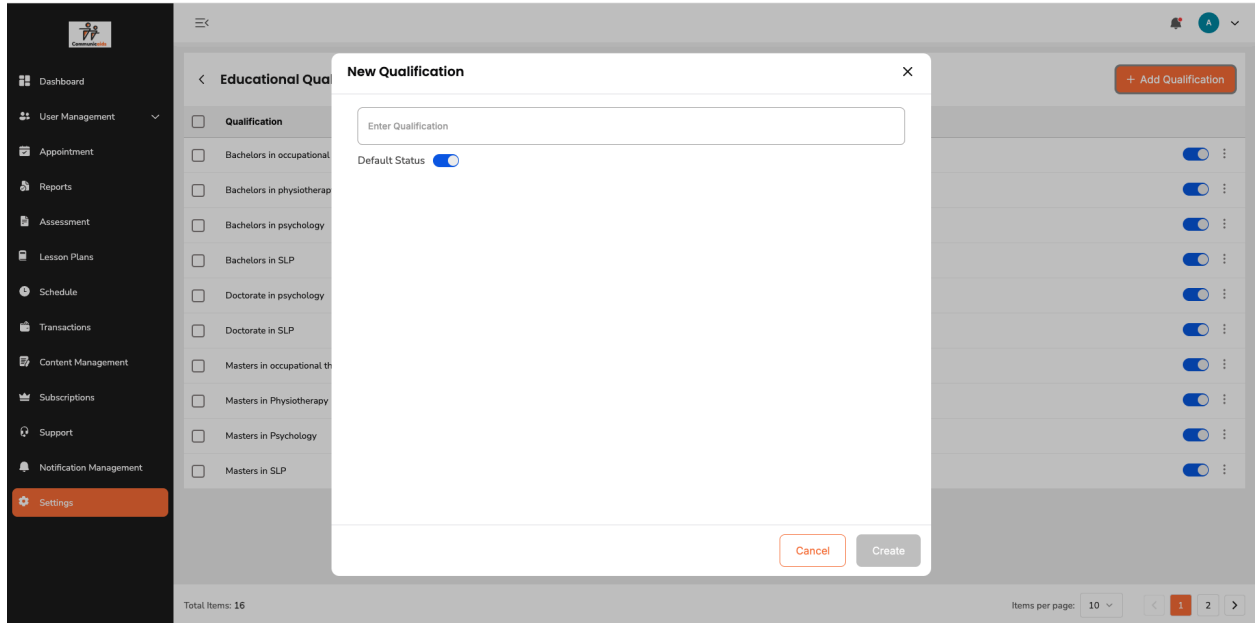 Communicaids
A
Dashboard
User Management
Appointment
Reports
Assessment
Lesson Plans
Schedule
Transactions
Content Management
Subscriptions
Support
Notification Management
Settings
Educational Qual
+ Add Qualification
Qualification
Bachelors in occupational
Bachelors in physiotherap
Bachelors in psychology
Bachelors in SLP
Doctorate in psychology
Doctorate in SLP
Masters in occupational th
Masters in Physiotherapy
Masters in Psychology
Masters in SLP
New Qualification
Enter Qualification
Default Status
Cancel Create
Total Items: 16
Items per page: 10
1 2